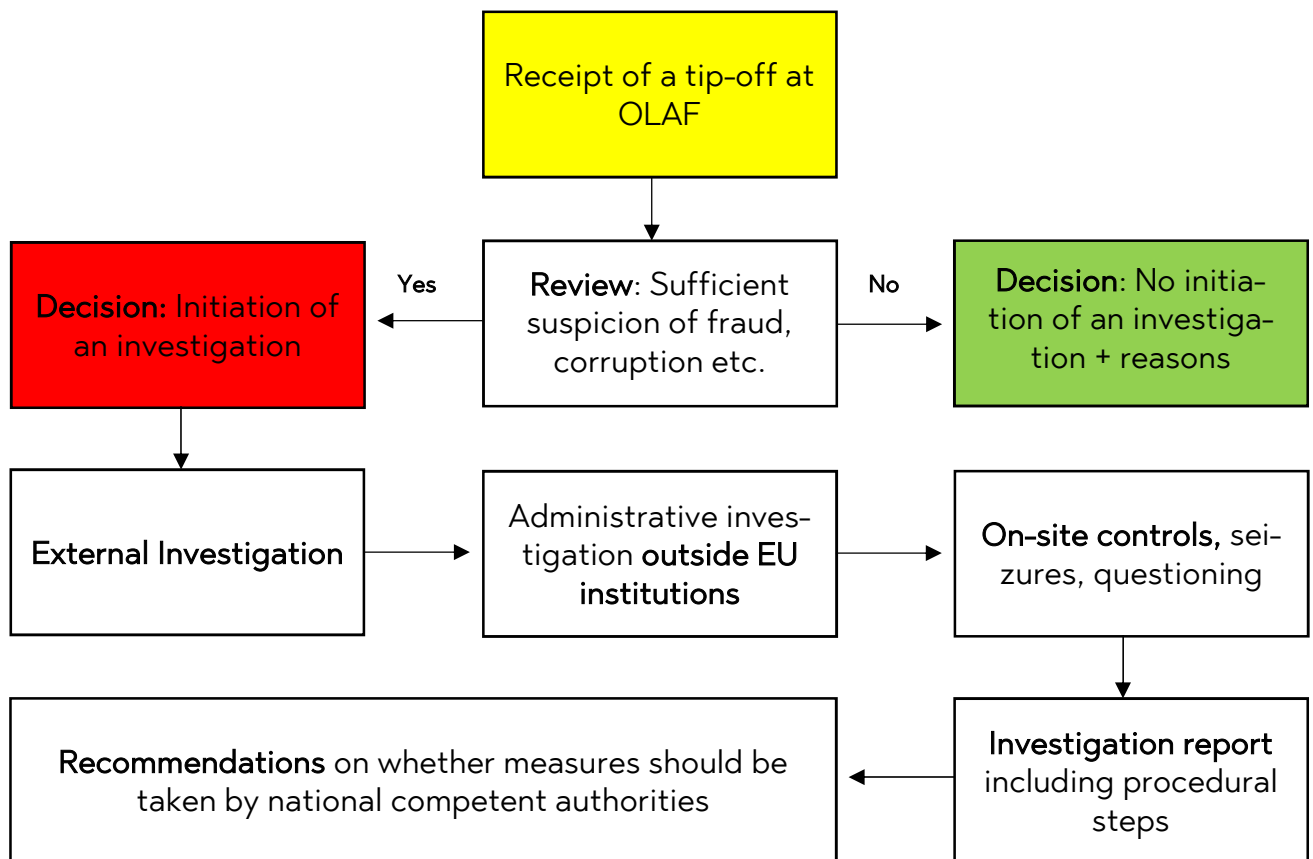 Receipt of a tip-off at
OLAF
Decision: Initiation of
an investigation
Yes
Review: Sufficient
suspicion of fraud,
corruption etc.
No
Decision: No initia-
tion of an investiga-
tion + reasons
External Investigation
Administrative inves-
tigation outside EU
institutions
On-site controls, sei-
zures, questioning
Recommendations on whether measures should be
taken by national competent authorities
Investigation report
including procedural
steps